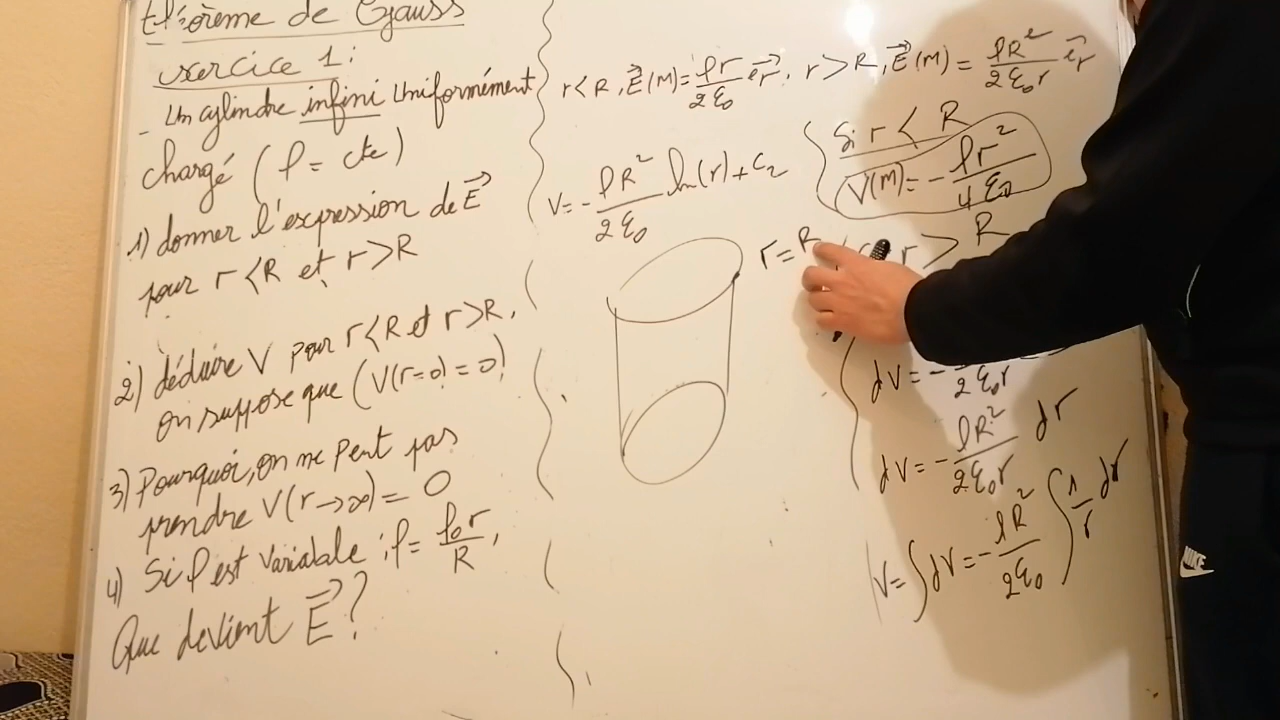 théorème de Gauss
exercice 1:
- Un cylindre infini Uniformément
chargé (ρ = cte)
1) donner l'expression de E⃗
pour r < R et r > R
2) déduire V pour r < R et r > R,
on suppose que (V(r=0) = 0)
3) Pourquoi, on ne peut pas
prendre V(r→∞) = 0
4) Si ρ est variable : ρ = ρ₀r/R,
Que devient E⃗ ?
r < R, E⃗(M) = ρr/2ε₀ e⃗r, r > R, E⃗(M) = ρR²/2ε₀r e⃗r
V = - ρR²/2ε₀ ln(r) + C₂
Si r < R
V(M) = - ρr²/4ε₀
r = R
r > R
dV = - /2ε₀r
dV = - ρR²/2ε₀r dr
V = ∫dV = - ρR²/2ε₀ ∫ 1/r dr